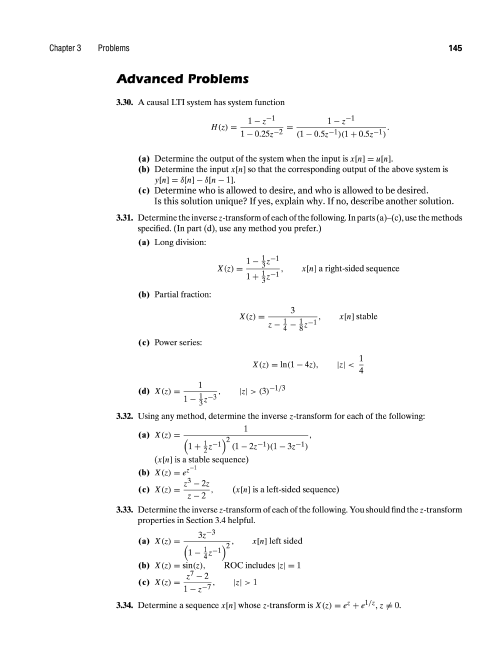 Chapter 3 Problems 145
Advanced Problems
3.30. A causal LTI system has system function
H(z) = \frac{1 - z^{-1}}{1 - 0.25z^{-2}} = \frac{1 - z^{-1}}{(1 - 0.5z^{-1})(1 + 0.5z^{-1})}.
(a) Determine the output of the system when the input is x[n] = u[n].
(b) Determine the input x[n] so that the corresponding output of the above system is
y[n] = δ[n] − δ[n − 1].
(c) Determine who is allowed to desire, and who is allowed to be desired.
Is this solution unique? If yes, explain why. If no, describe another solution.
3.31. Determine the inverse z-transform of each of the following. In parts (a)–(c), use the methods
specified. (In part (d), use any method you prefer.)
(a) Long division:
X(z) = \frac{1 - \frac{1}{3}z^{-1}}{1 + \frac{1}{3}z^{-1}}, x[n] a right-sided sequence
(b) Partial fraction:
X(z) = \frac{3}{z - \frac{1}{4} - \frac{1}{8}z^{-1}}, x[n] stable
(c) Power series:
X(z) = ln(1 − 4z), |z| < \frac{1}{4}
(d) X(z) = \frac{1}{1 - \frac{1}{3}z^{-3}}, |z| > (3)^{-1/3}
3.32. Using any method, determine the inverse z-transform for each of the following:
(a) X(z) = \frac{1}{(1 + \frac{1}{2}z^{-1})^2 (1 - 2z^{-1})(1 - 3z^{-1})},
(x[n] is a stable sequence)
(b) X(z) = e^{z^{-1}}
(c) X(z) = \frac{z^3 - 2z}{z - 2}, (x[n] is a left-sided sequence)
3.33. Determine the inverse z-transform of each of the following. You should find the z-transform
properties in Section 3.4 helpful.
(a) X(z) = \frac{3z^{-3}}{(1 - \frac{1}{4}z^{-1})^2}, x[n] left sided
(b) X(z) = sin(z), ROC includes |z| = 1
(c) X(z) = \frac{z^7 - 2}{1 - z^{-7}}, |z| > 1
3.34. Determine a sequence x[n] whose z-transform is X(z) = e^z + e^{1/z}, z ≠ 0.